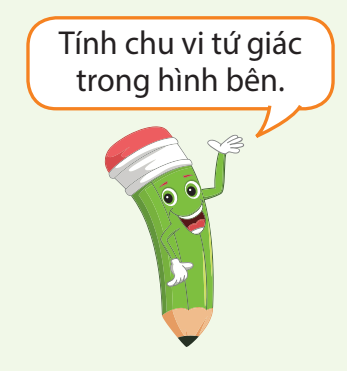 Tính chu vi tứ giác
trong hình bên.